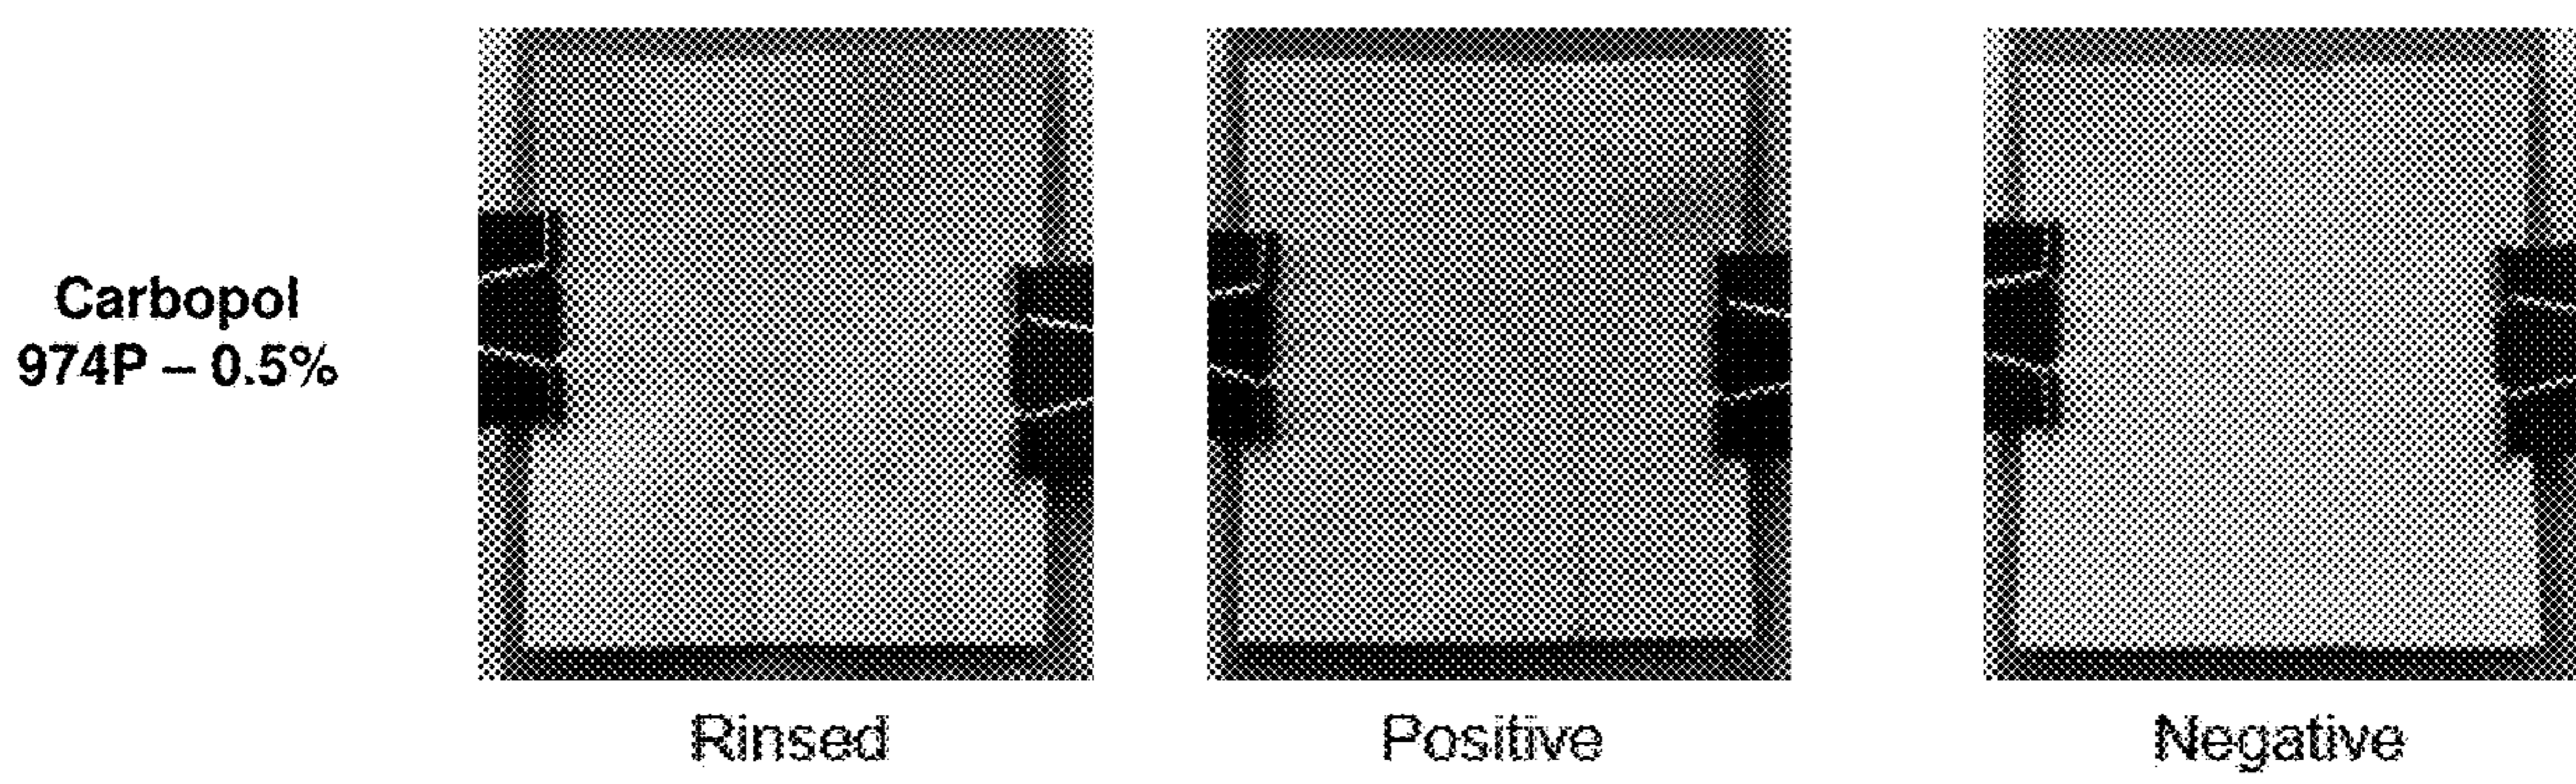 Carbopol
974P – 0.5%
Rinsed
Positive
Negative